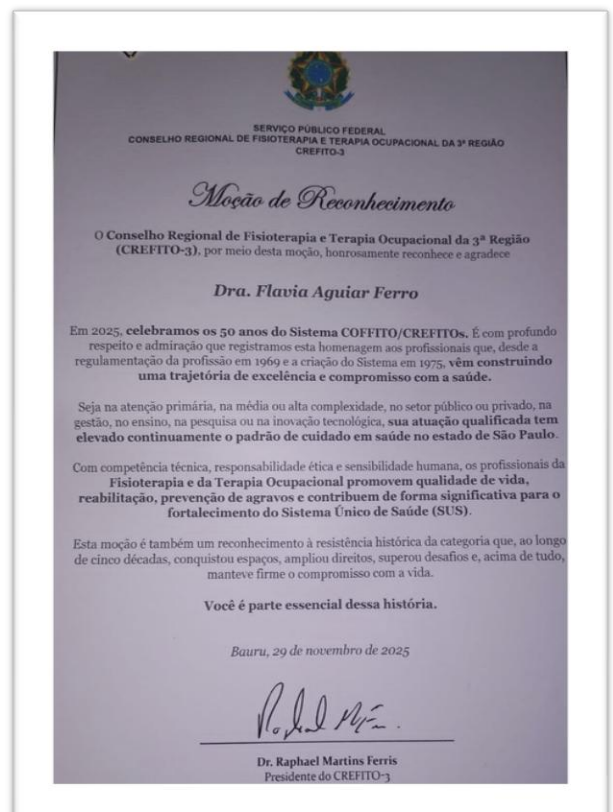 SERVIÇO PÚBLICO FEDERAL
CONSELHO REGIONAL DE FISIOTERAPIA E TERAPIA OCUPACIONAL DA 3ª REGIÃO
CREFITO-3
Moção de Reconhecimento
O Conselho Regional de Fisioterapia e Terapia Ocupacional da 3ª Região
(CREFITO-3), por meio desta moção, honrosamente reconhece e agradece
Dra. Flavia Aguiar Ferro
Em 2025, celebramos os 50 anos do Sistema COFFITO/CREFITOs. É com profundo
respeito e admiração que registramos esta homenagem aos profissionais que, desde a
regulamentação da profissão em 1969 e a criação do Sistema em 1975, vêm construindo
uma trajetória de excelência e compromisso com a saúde.
Seja na atenção primária, na média ou alta complexidade, no setor público ou privado, na
gestão, no ensino, na pesquisa ou na inovação tecnológica, sua atuação qualificada tem
elevado continuamente o padrão de cuidado em saúde no estado de São Paulo.
Com competência técnica, responsabilidade ética e sensibilidade humana, os profissionais da
Fisioterapia e da Terapia Ocupacional promovem qualidade de vida,
reabilitação, prevenção de agravos e contribuem de forma significativa para o
fortalecimento do Sistema Único de Saúde (SUS).
Esta moção é também um reconhecimento à resistência histórica da categoria que, ao longo
de cinco décadas, conquistou espaços, ampliou direitos, superou desafios e, acima de tudo,
manteve firme o compromisso com a vida.
Você é parte essencial dessa história.
Bauru, 29 de novembro de 2025
Dr. Raphael Martins Ferris
Presidente do CREFITO-3